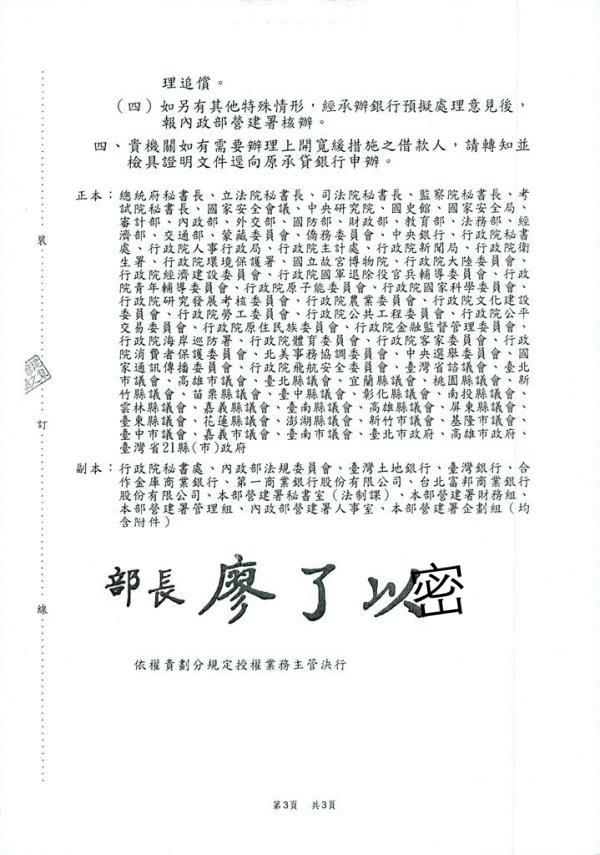 理追償。
(四)如另有其他特殊情形,經承辦銀行預擬處理意見後,
報內政部營建署核辦。
四、貴機關如有需要辦理上開寬緩措施之借款人,請轉知並
檢具證明文件逕向原承貸銀行申辦。
正本:總統府秘書長、立法院秘書長、司法院秘書長、監察院秘書長、考
試院秘書長、國家安全會議、中央研究院、國史館、國家安全局、
審計部、內政部、外交部、國防部、財政部、教育部、法務部、經
濟部、交通部、蒙藏委員會、僑務委員會、中央銀行、行政院秘書
處、行政院人事行政局、行政院主計處、行政院新聞局、行政院衛
生署、行政院環境保護署、國立故宮博物院、行政院大陸委員會、
行政院經濟建設委員會、行政院國軍退除役官兵輔導委員會、行政
院青年輔導委員會、行政院原子能委員會、行政院國家科學委員會、
行政院研究發展考核委員會、行政院農業委員會、行政院文化建設
委員會、行政院勞工委員會、行政院公共工程委員會、行政院公平
交易委員會、行政院原住民族委員會、行政院金融監督管理委員會、
行政院海岸巡防署、行政院體育委員會、行政院客家委員會、行政
院消費者保護委員會、北美事務協調委員會、中央選舉委員會、國
家通訊傳播委員會、行政院飛航安全委員會、臺灣省諮議會、臺北
市議會、高雄市議會、臺北縣議會、宜蘭縣議會、桃園縣議會、新
竹縣議會、苗栗縣議會、臺中縣議會、彰化縣議會、南投縣議會、
雲林縣議會、嘉義縣議會、臺南縣議會、高雄縣議會、屏東縣議會、
臺東縣議會、花蓮縣議會、澎湖縣議會、新竹市議會、基隆市議會、
臺中市議會、嘉義市議會、臺南市議會、臺北市政府、高雄市政府、
臺灣省21縣(市)政府
副本:行政院秘書處、內政部法規委員會、臺灣土地銀行、臺灣銀行、合
作金庫商業銀行、第一商業銀行股份有限公司、台北富邦商業銀行
股份有限公司、本部營建署秘書室(法制課)、本部營建署財務組、
本部營建署管理組、內政部營建署人事室、本部營建署企劃組(均
含附件)
部長 廖了以密
依權責劃分規定授權業務主管決行
裝
訂
線
第3頁 共3頁